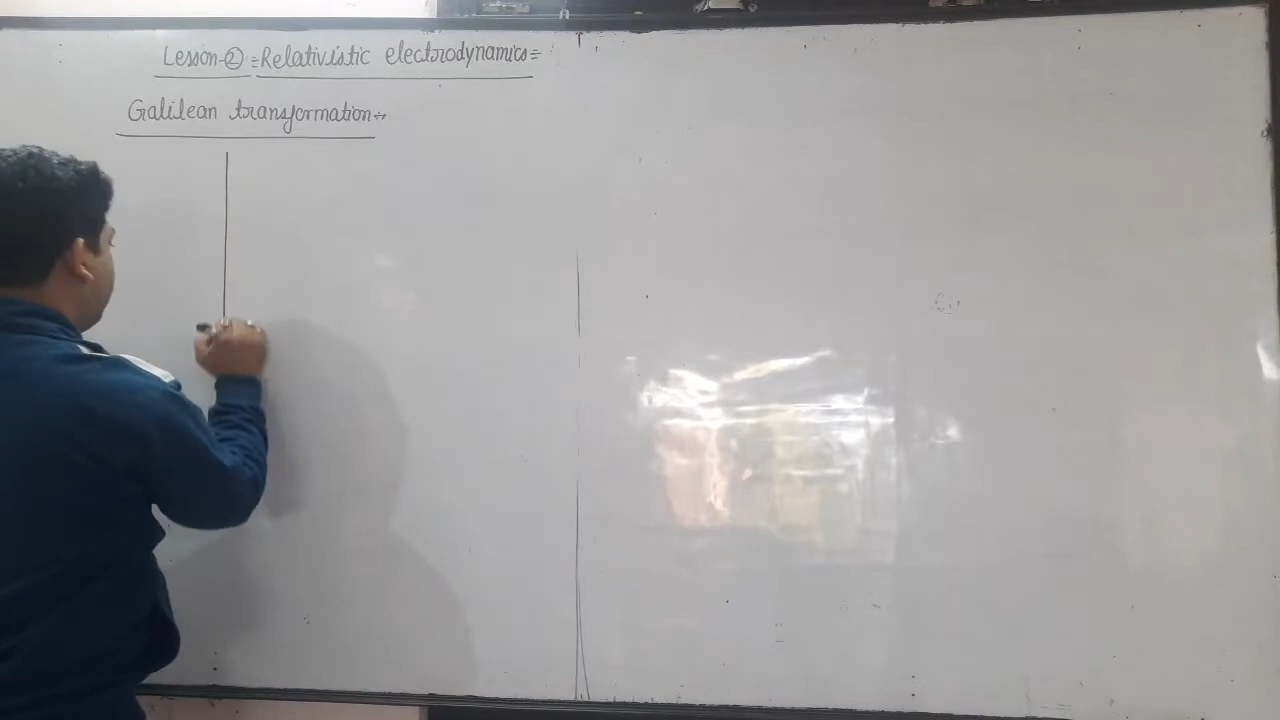 Lesson-② :- Relativistic electrodynamics :-
Galilean transformation :-